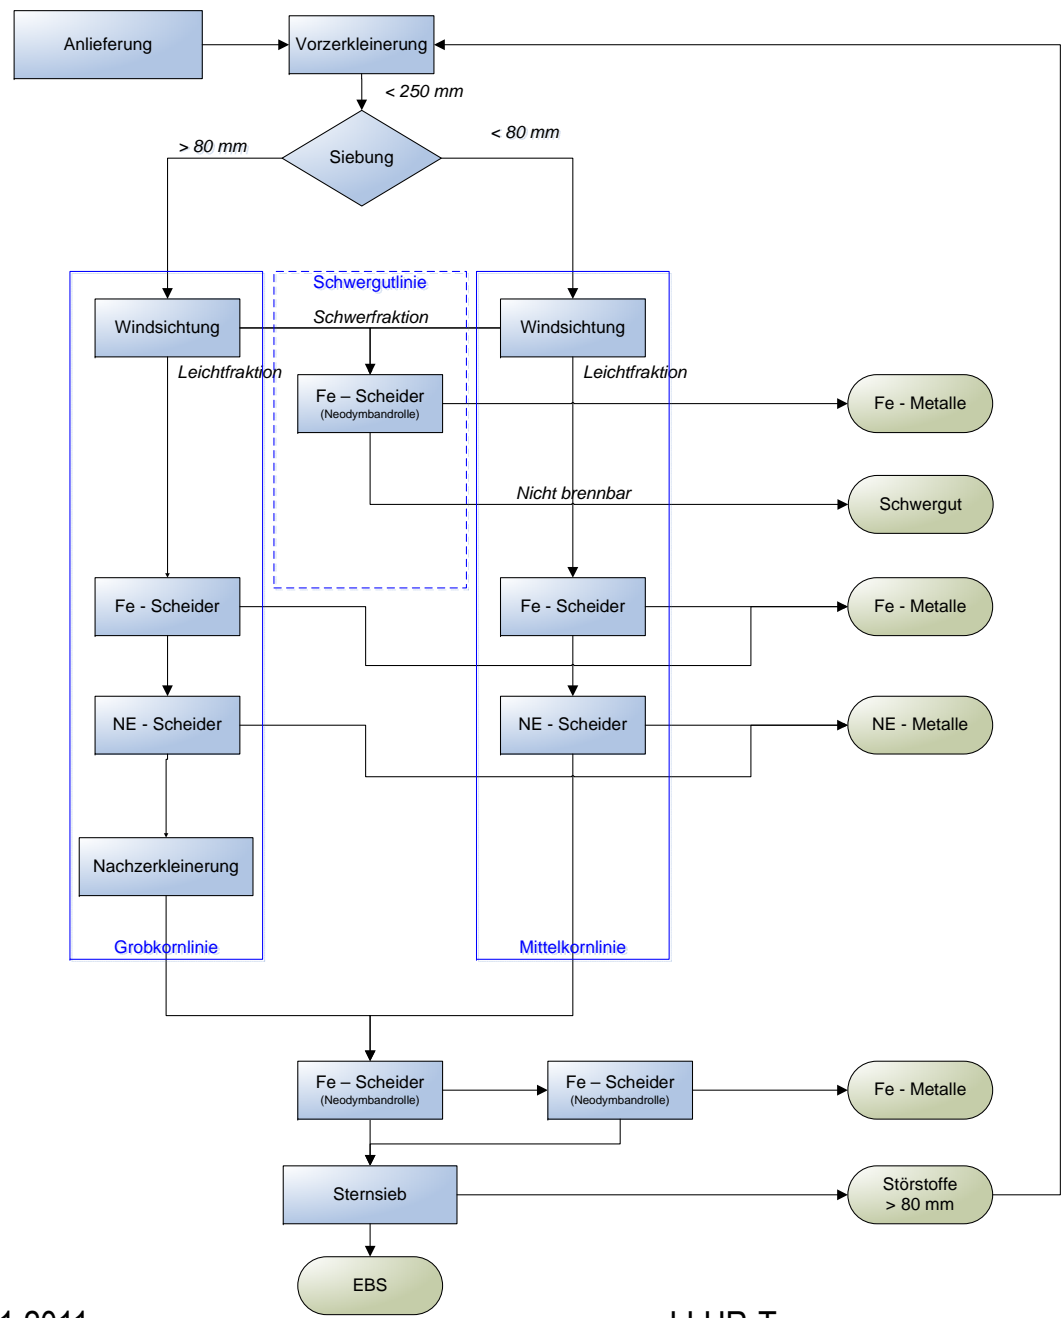 Anlieferung
Vorzerkleinerung
< 250 mm
> 80 mm
< 80 mm
Siebung
Schwergutlinie
Windsichtung
Schwerfraktion
Windsichtung
Leichtfraktion
Leichtfraktion
Fe – Scheider
(Neodymbandrolle)
Fe - Metalle
Nicht brennbar
Schwergut
Fe - Scheider
Fe - Scheider
Fe - Metalle
NE - Scheider
NE - Scheider
NE - Metalle
Nachzerkleinerung
Grobkornlinie
Mittelkornlinie
Fe – Scheider
(Neodymbandrolle)
Fe – Scheider
(Neodymbandrolle)
Fe - Metalle
Sternsieb
Störstoffe
> 80 mm
EBS